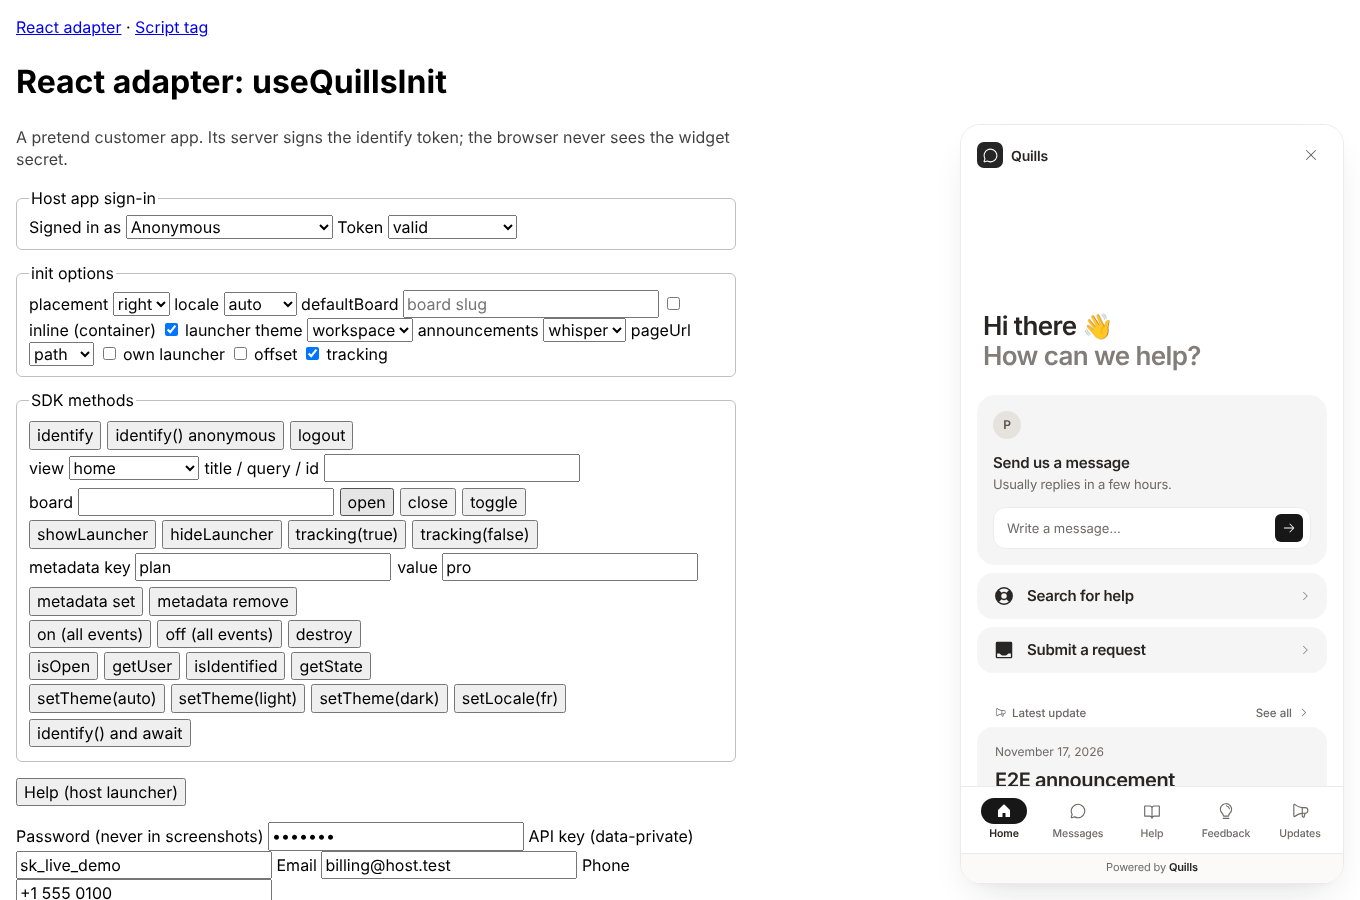 React adapter · Script tag
React adapter: useQuillsInit
A pretend customer app. Its server signs the identify token; the browser never sees the widget
secret.
Host app sign-in
Signed in as Anonymous Token valid
init options
placement right locale auto defaultBoard board slug
inline (container) launcher theme workspace announcements whisper pageUrl
path own launcher offset tracking
SDK methods
identify identify() anonymous logout
view home title / query / id
board open close toggle
showLauncher hideLauncher tracking(true) tracking(false)
metadata key plan value pro
metadata set metadata remove
on (all events) off (all events) destroy
isOpen getUser isIdentified getState
setTheme(auto) setTheme(light) setTheme(dark) setLocale(fr)
identify() and await
Help (host launcher)
Password (never in screenshots) ••••••• API key (data-private)
sk_live_demo Email billing@host.test Phone
+1 555 0100
Quills
Hi there 👋
How can we help?
P
Send us a message
Usually replies in a few hours.
Write a message...
Search for help
Submit a request
Latest update See all
November 17, 2026
E2E announcement
Home Messages Help Feedback Updates
Powered by Quills